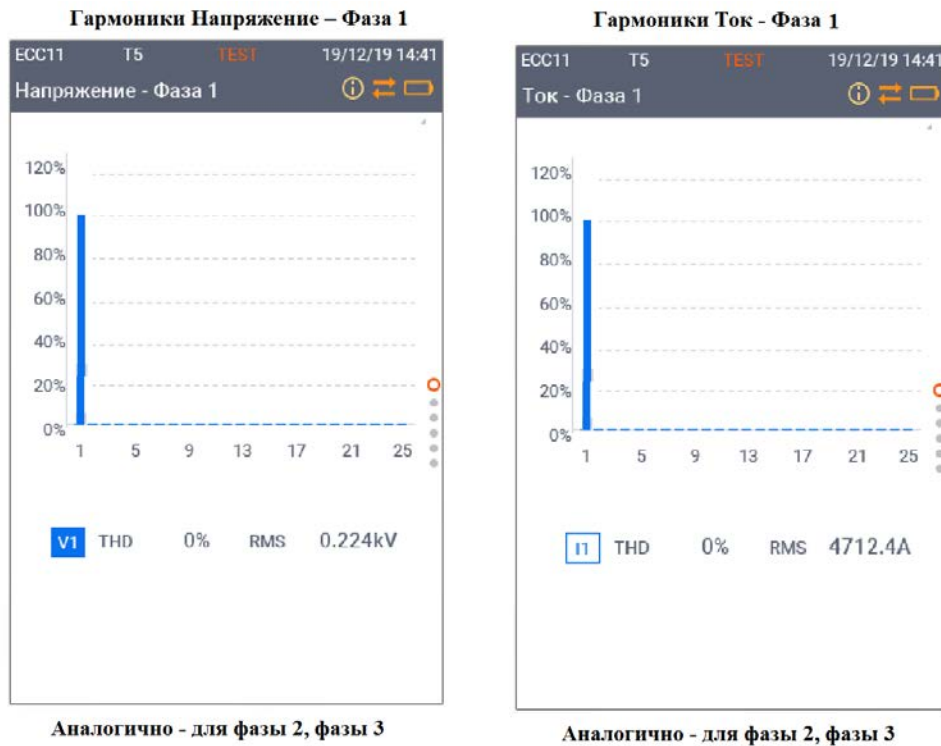 Гармоники Напряжение – Фаза 1
ECC11 T5 TEST 19/12/19 14:41
Напряжение - Фаза 1
120%
100%
80%
60%
40%
20%
0%
1 5 9 13 17 21 25
V1 THD 0% RMS 0.224kV
Аналогично - для фазы 2, фазы 3
Гармоники Ток - Фаза 1
ECC11 T5 TEST 19/12/19 14:41
Ток - Фаза 1
120%
100%
80%
60%
40%
20%
0%
1 5 9 13 17 21 25
I1 THD 0% RMS 4712.4A
Аналогично - для фазы 2, фазы 3